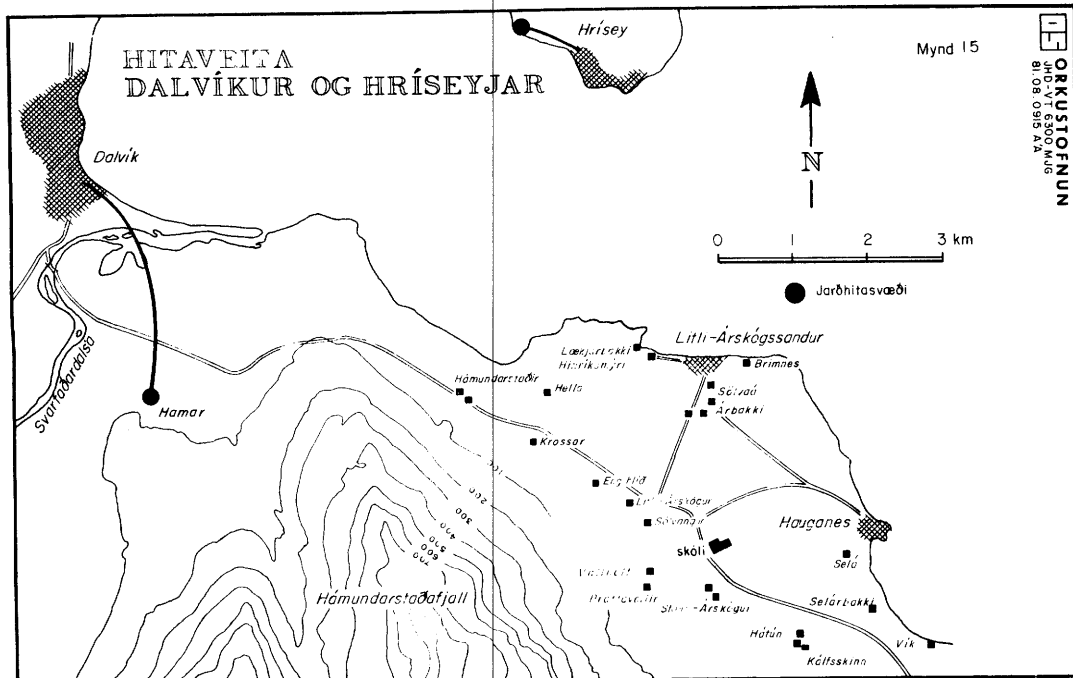 HITAVEITA
DALVÍKUR OG HRÍSEYJAR
Hrísey
Mynd 15
ORKUSTOFNUN
JHD-VT 6300 MJG
81.08.0915 AA
Dalvík
N
0 1 2 3 km
Jarðhitasvæði
Svarfaðardalsá
Hamar
Litli-Árskógssandur
Brimnes
Hámundarstaðir
Hella
Sólvað
Árbakki
Krossar
100
200
300
400
500
600
700
Hauganes
skóli
Selá
Hámundarstaðafjall
Selárbakki
Hátún
Vík
Kálfsskinn